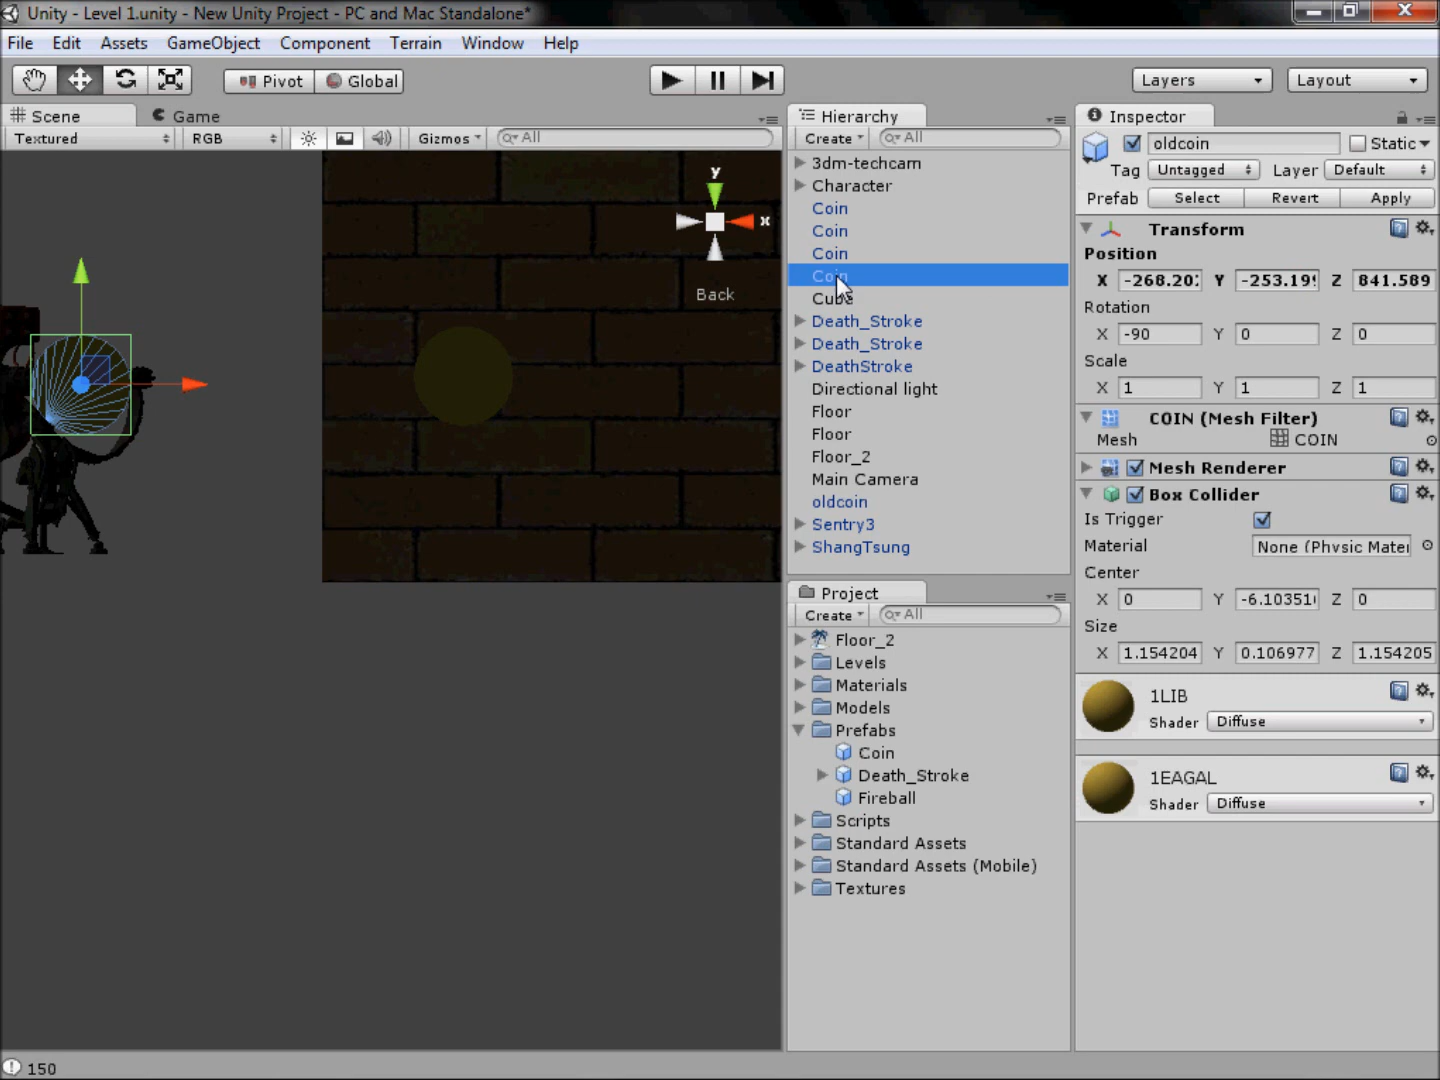 Unity - Level 1.unity - New Unity Project - PC and Mac Standalone*
File Edit Assets GameObject Component Terrain Window Help
Pivot Global Layers Layout
Scene Game
Textured RGB Gizmos All
y
x
Back
Hierarchy
Create All
3dm-techcam
Character
Coin
Coin
Coin
Coin
Cube
Death_Stroke
Death_Stroke
DeathStroke
Directional light
Floor
Floor
Floor_2
Main Camera
oldcoin
Sentry3
ShangTsung
Project
Create All
Floor_2
Levels
Materials
Models
Prefabs
Coin
Death_Stroke
Fireball
Scripts
Standard Assets
Standard Assets (Mobile)
Textures
Inspector
oldcoin Static
Tag Untagged Layer Default
Prefab Select Revert Apply
Transform
Position
X -268.20 Y -253.19 Z 841.589
Rotation
X -90 Y 0 Z 0
Scale
X 1 Y 1 Z 1
COIN (Mesh Filter)
Mesh COIN
Mesh Renderer
Box Collider
Is Trigger
Material None (Physic Mater
Center
X 0 Y -6.10351 Z 0
Size
X 1.154204 Y 0.106977 Z 1.154205
1LIB
Shader Diffuse
1EAGAL
Shader Diffuse
150